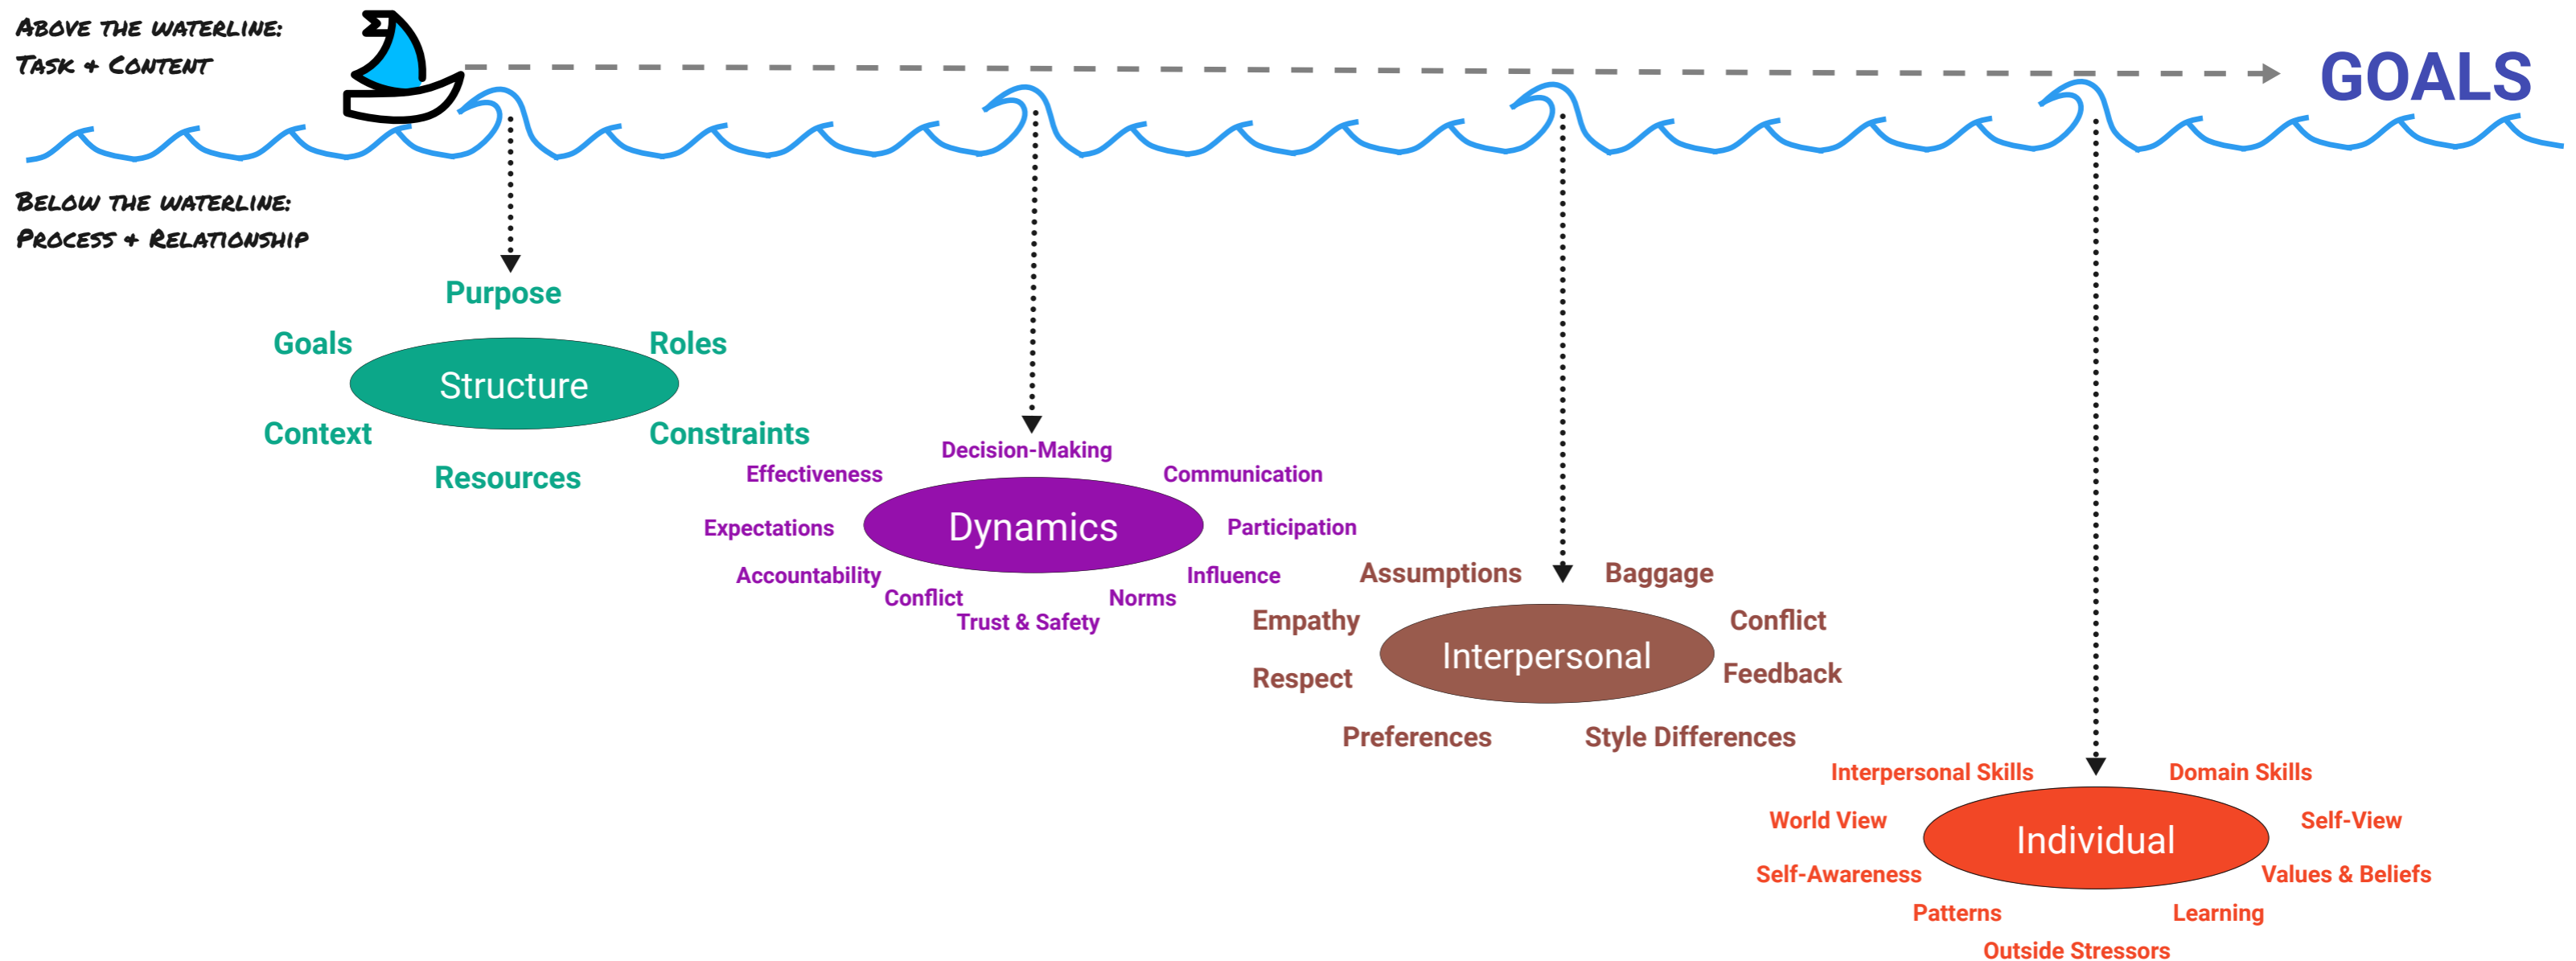 ABOVE THE WATERLINE:
TASK + CONTENT
GOALS
BELOW THE WATERLINE:
PROCESS + RELATIONSHIP
Purpose
Goals
Roles
Structure
Context
Constraints
Resources
Decision-Making
Effectiveness
Communication
Expectations
Dynamics
Participation
Accountability
Influence
Conflict
Norms
Trust & Safety
Assumptions
Baggage
Empathy
Conflict
Interpersonal
Respect
Feedback
Preferences
Style Differences
Interpersonal Skills
Domain Skills
World View
Self-View
Individual
Self-Awareness
Values & Beliefs
Patterns
Learning
Outside Stressors